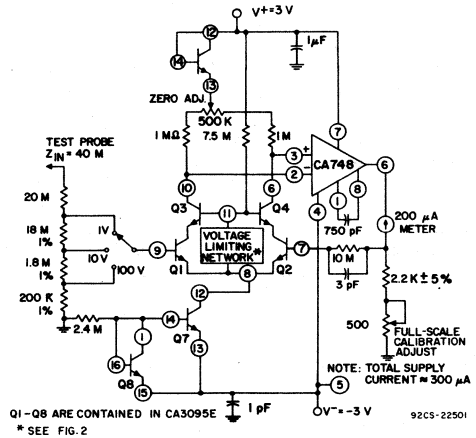 V+=3 V
12
1µF
14
13
ZERO ADJ.
500 K
7
1 MΩ
7.5 M
1M
TEST PROBE
ZIN = 40 M
3
+
CA748
6
2
−
10
6
1
8
20 M
Q3
11
Q4
4
750 pF
200 µA
METER
18 M
1%
1V
VOLTAGE
LIMITING
NETWORK*
10 V
9
7
1.8 M
1%
100 V
Q1
Q2
10 M
8
3 pF
2.2K ± 5%
200 K
1%
12
2.4 M
14
Q7
500
FULL-SCALE
CALIBRATION
ADJUST
1
16
13
Q8
NOTE: TOTAL SUPPLY
CURRENT ≈ 300 µA
15
5
1 pF
V−= −3 V
Q1-Q8 ARE CONTAINED IN CA3095E
* SEE FIG. 2
92CS-22501